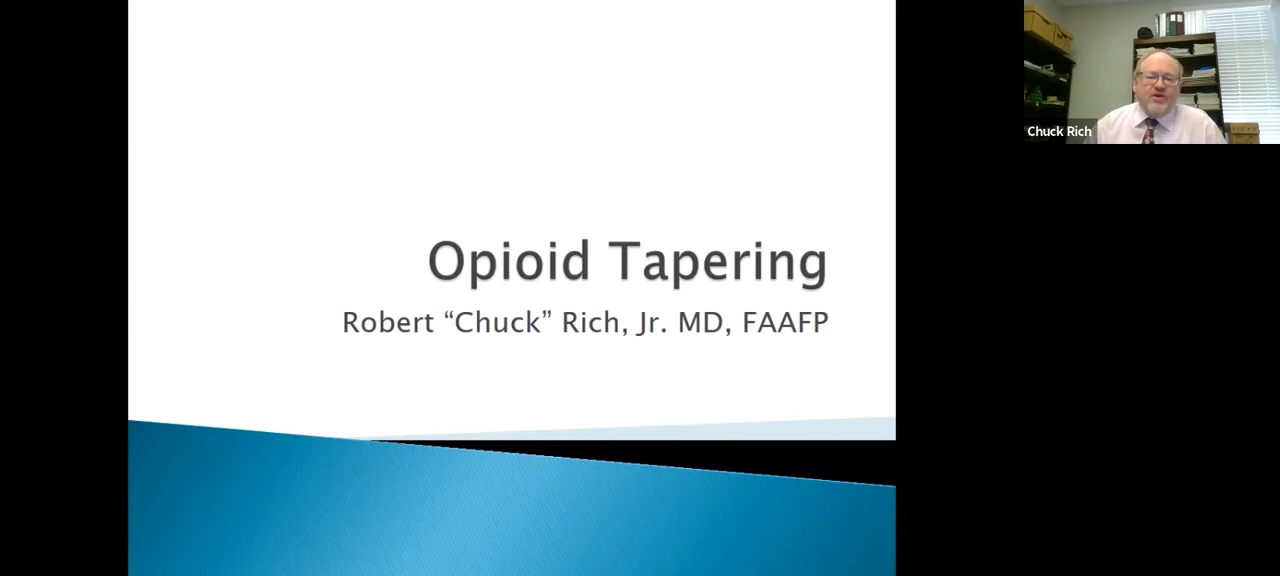 Opioid Tapering
Robert “Chuck” Rich, Jr. MD, FAAFP
Chuck Rich